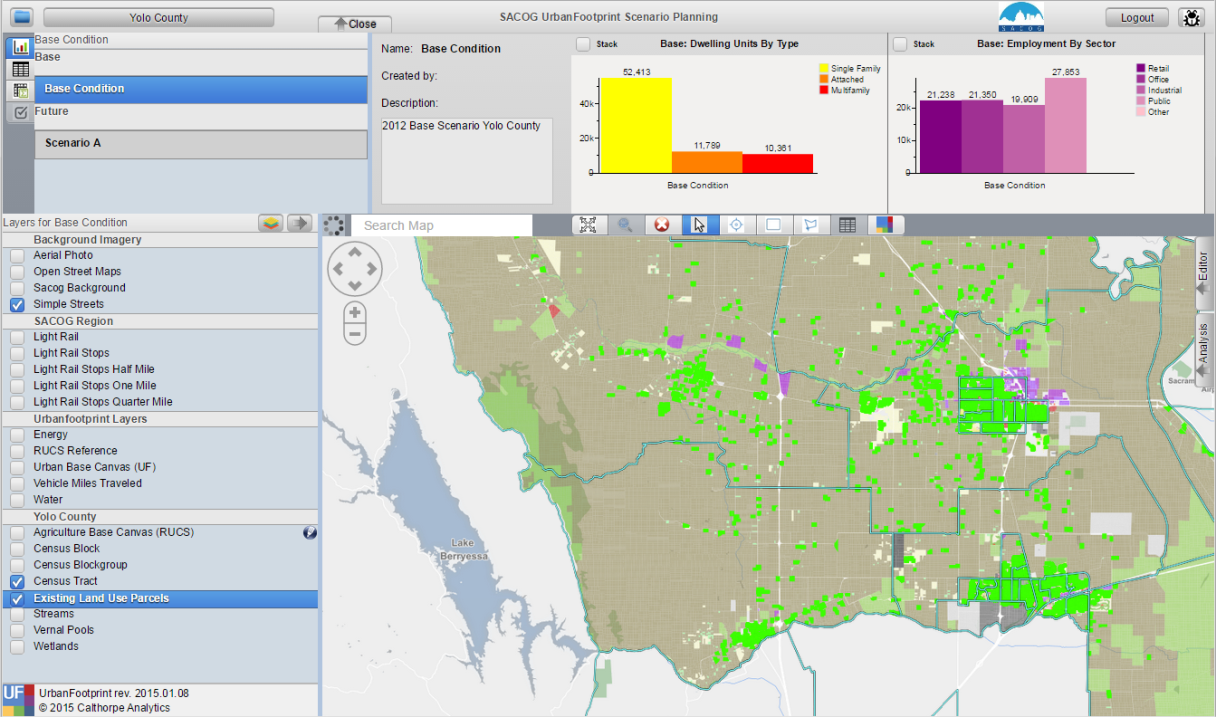 Yolo County
Close
SACOG UrbanFootprint Scenario Planning
SACOG
Logout
Base Condition
Base
Base Condition
Future
Scenario A
Name: Base Condition
Created by:
Description:
2012 Base Scenario Yolo County
Stack
Base: Dwelling Units By Type
52,413
11,789
10,361
40k
20k
0
Base Condition
Single Family
Attached
Multifamily
Stack
Base: Employment By Sector
27,853
21,238
21,350
19,909
20k
10k
0
Base Condition
Retail
Office
Industrial
Public
Other
Layers for Base Condition
Search Map
Background Imagery
Aerial Photo
Open Street Maps
Sacog Background
Simple Streets
SACOG Region
Light Rail
Light Rail Stops
Light Rail Stops Half Mile
Light Rail Stops One Mile
Light Rail Stops Quarter Mile
Urbanfootprint Layers
Energy
RUCS Reference
Urban Base Canvas (UF)
Vehicle Miles Traveled
Water
Yolo County
Agriculture Base Canvas (RUCS)
Census Block
Census Blockgroup
Census Tract
Existing Land Use Parcels
Streams
Vernal Pools
Wetlands
UF
UrbanFootprint rev. 2015.01.08
© 2015 Calthorpe Analytics
Lake
Berryessa
Editor
Analysis
Sacram